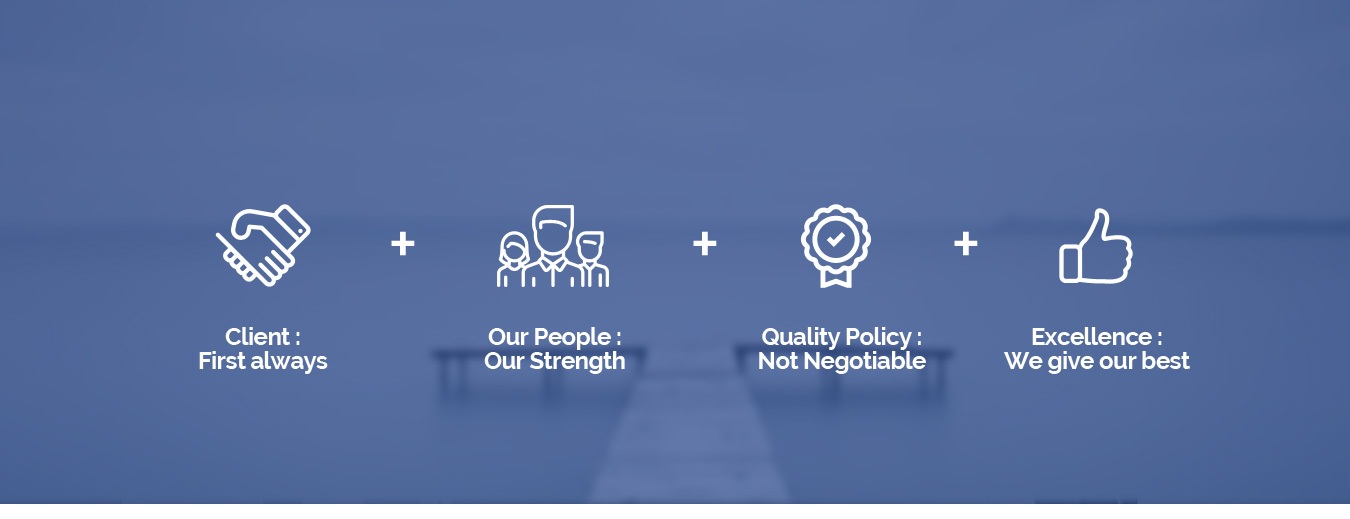 Client :
First always
+
Our People :
Our Strength
+
Quality Policy :
Not Negotiable
+
Excellence :
We give our best